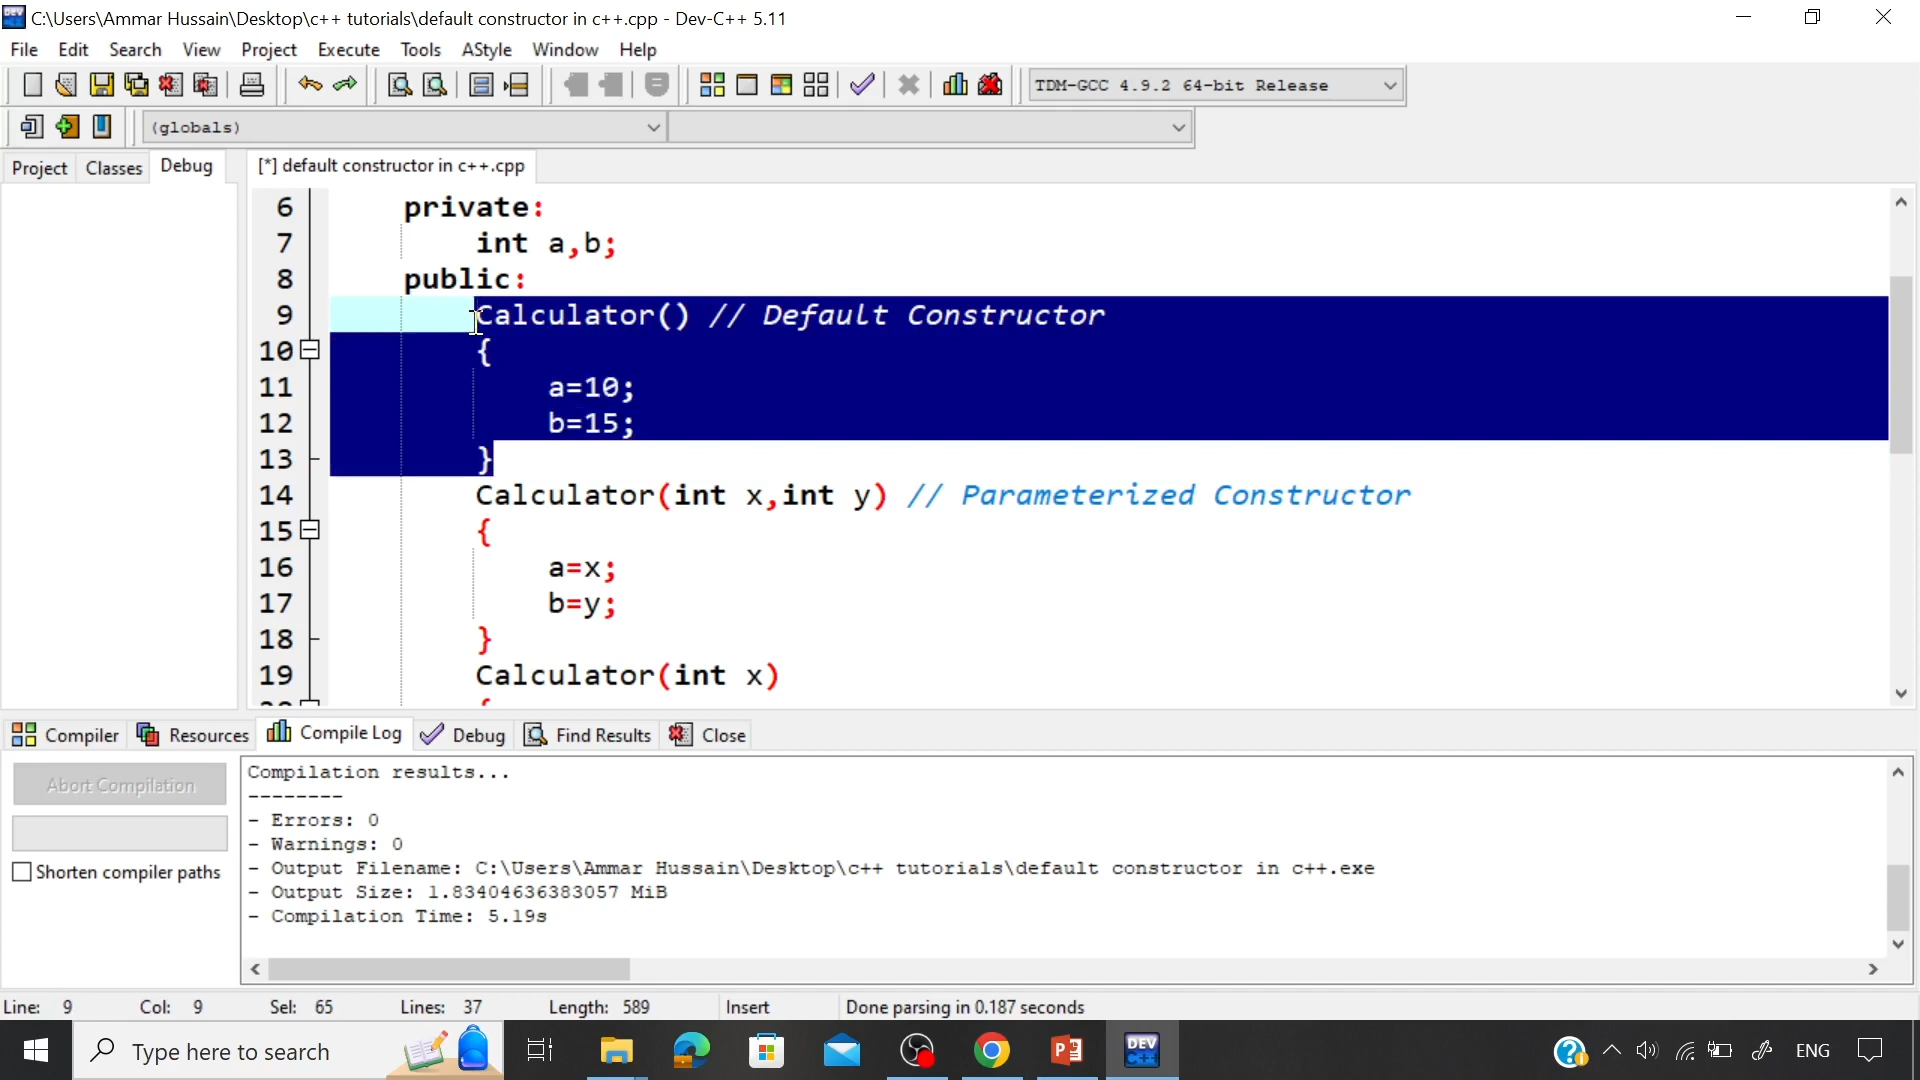 C:\Users\Ammar Hussain\Desktop\c++ tutorials\default constructor in c++.cpp - Dev-C++ 5.11
File Edit Search View Project Execute Tools AStyle Window Help
TDM-GCC 4.9.2 64-bit Release
(globals)
Project Classes Debug
[*] default constructor in c++.cpp
6 private:
7 int a,b;
8 public:
9 Calculator() // Default Constructor
10 {
11 a=10;
12 b=15;
13 }
14 Calculator(int x,int y) // Parameterized Constructor
15 {
16 a=x;
17 b=y;
18 }
19 Calculator(int x)
Compiler Resources Compile Log Debug Find Results Close
Abort Compilation
Shorten compiler paths
Compilation results...
--------
- Errors: 0
- Warnings: 0
- Output Filename: C:\Users\Ammar Hussain\Desktop\c++ tutorials\default constructor in c++.exe
- Output Size: 1.83404636383057 MiB
- Compilation Time: 5.19s
Line: 9 Col: 9 Sel: 65 Lines: 37 Length: 589 Insert Done parsing in 0.187 seconds
Type here to search
DEV C++
ENG